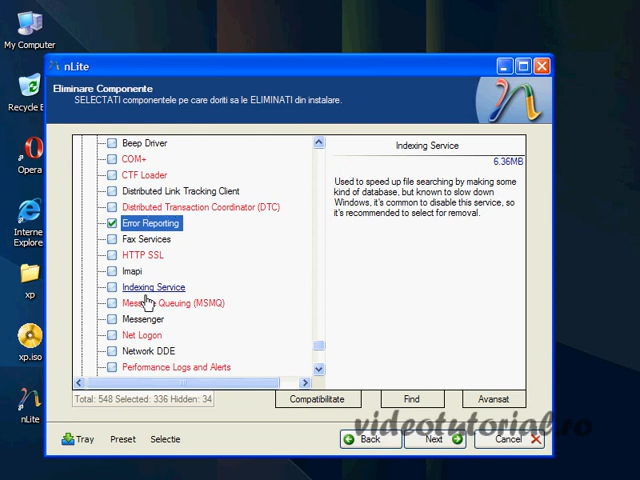 My Computer
Recycle B
Opera
Internet
Explorer
xp
xp.iso
nLite
nLite
Eliminare Componente
SELECTATI componentele pe care doriti sa le ELIMINATI din instalare.
Beep Driver
COM+
CTF Loader
Distributed Link Tracking Client
Distributed Transaction Coordinator (DTC)
Error Reporting
Fax Services
HTTP SSL
Imapi
Indexing Service
Message Queuing (MSMQ)
Messenger
Net Logon
Network DDE
Performance Logs and Alerts
Indexing Service
6.36MB
Used to speed up file searching by making some
kind of database, but known to slow down
Windows, it's common to disable this service, so
it's recommended to select for removal.
Total: 548 Selected: 336 Hidden: 34
Compatibilitate
Find
Avansat
videotutorial.ro
Tray
Preset
Selectie
Back
Next
Cancel